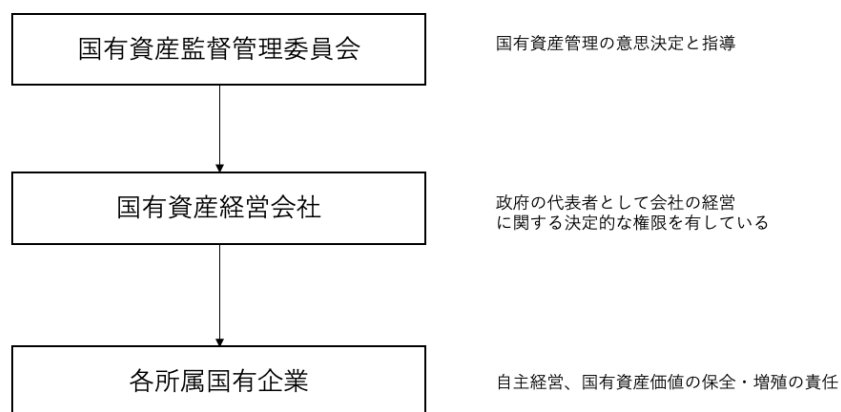 国有資産監督管理委員会
国有資産管理の意思決定と指導
国有資産経営会社
政府の代表者として会社の経営
に関する決定的な権限を有している
各所属国有企業
自主経営、国有資産価値の保全・増殖の責任